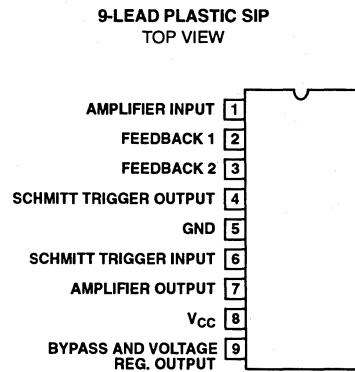 9-LEAD PLASTIC SIP
TOP VIEW
AMPLIFIER INPUT 1
FEEDBACK 1 2
FEEDBACK 2 3
SCHMITT TRIGGER OUTPUT 4
GND 5
SCHMITT TRIGGER INPUT 6
AMPLIFIER OUTPUT 7
VCC 8
BYPASS AND VOLTAGE 9
REG. OUTPUT